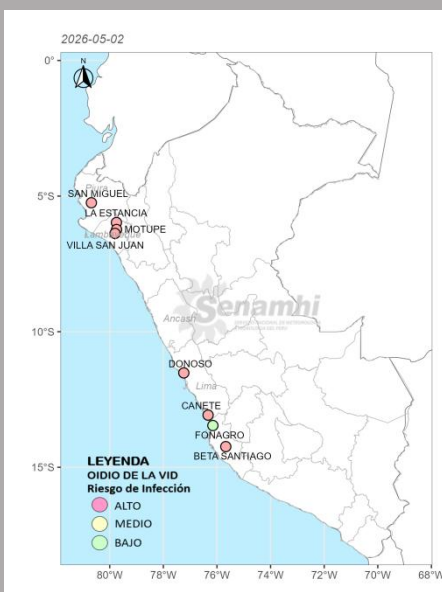 2026-05-02
N
0°
5°S
10°S
15°S
Piura
SAN MIGUEL
LA ESTANCIA
MOTUPE
VILLA SAN JUAN
Senamhi
Ancash
DONOSO
Lima
CANETE
FONAGRO
BETA SANTIAGO
LEYENDA
OIDIO DE LA VID
Riesgo de Infección
ALTO
MEDIO
BAJO
80°W 78°W 76°W 74°W 72°W 70°W 68°W